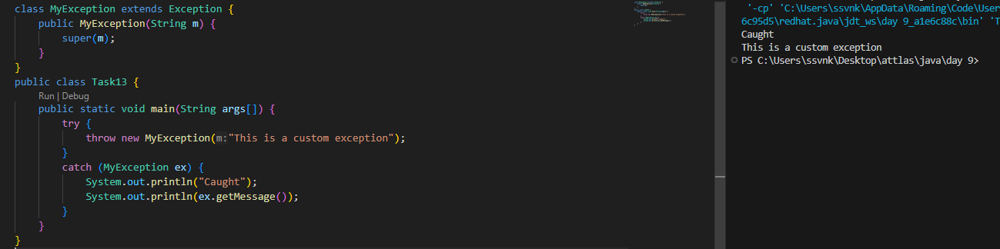 class MyException extends Exception {
    public MyException(String m) {
        super(m);
    }
}
public class Task13 {
    Run | Debug
    public static void main(String args[]) {
        try {
            throw new MyException(m:"This is a custom exception");
        }
        catch (MyException ex) {
            System.out.println("Caught");
            System.out.println(ex.getMessage());
        }
    }
}
'-cp' 'C:\Users\ssvnk\AppData\Roaming\Code\User
6c95d5\redhat.java\jdt_ws\day 9_a1e6c88c\bin' 'T
Caught
This is a custom exception
PS C:\Users\ssvnk\Desktop\attlas\java\day 9>